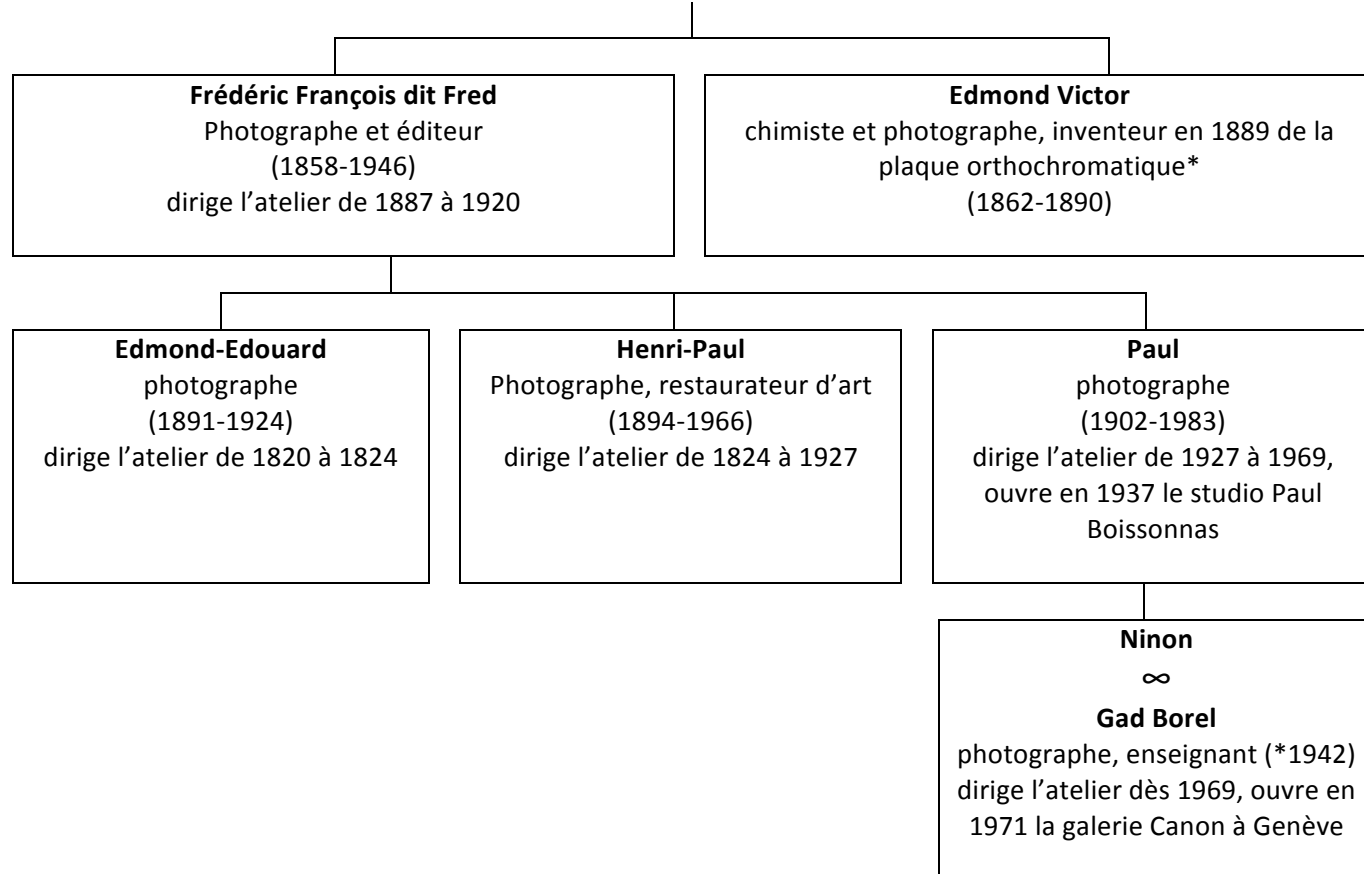 Frédéric François dit Fred
Photographe et éditeur
(1858-1946)
dirige l’atelier de 1887 à 1920
Edmond Victor
chimiste et photographe, inventeur en 1889 de la
plaque orthochromatique*
(1862-1890)
Edmond-Edouard
photographe
(1891-1924)
dirige l’atelier de 1820 à 1824
Henri-Paul
Photographe, restaurateur d’art
(1894-1966)
dirige l’atelier de 1824 à 1927
Paul
photographe
(1902-1983)
dirige l’atelier de 1927 à 1969,
ouvre en 1937 le studio Paul
Boissonnas
Ninon
∞
Gad Borel
photographe, enseignant (*1942)
dirige l’atelier dès 1969, ouvre en
1971 la galerie Canon à Genève